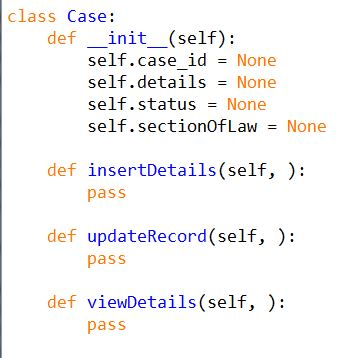 class Case:
    def __init__(self):
        self.case_id = None
        self.details = None
        self.status = None
        self.sectionOfLaw = None

    def insertDetails(self, ):
        pass

    def updateRecord(self, ):
        pass

    def viewDetails(self, ):
        pass